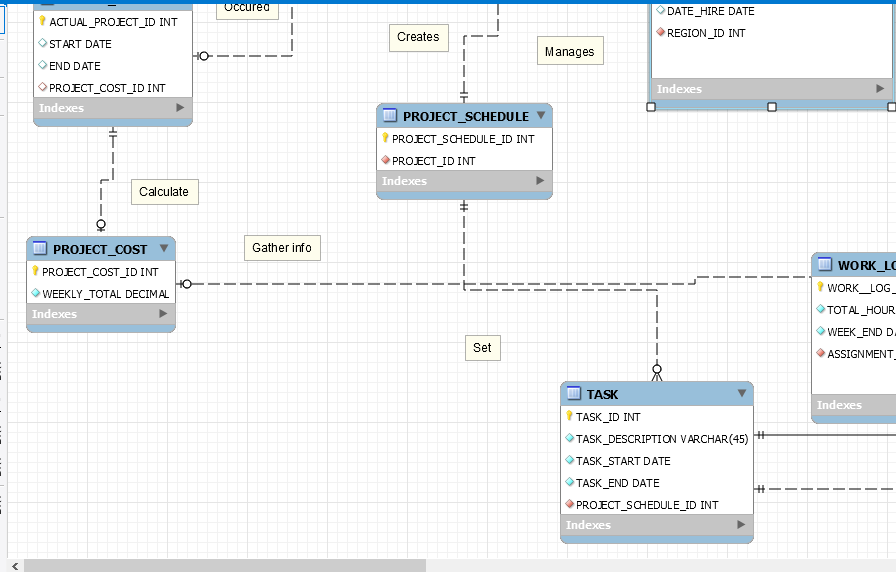 Occured
ACTUAL_PROJECT_ID INT
START DATE
END DATE
PROJECT_COST_ID INT
Indexes
Creates
Manages
DATE_HIRE DATE
REGION_ID INT
Indexes
PROJECT_SCHEDULE
PROJECT_SCHEDULE_ID INT
PROJECT_ID INT
Indexes
Calculate
PROJECT_COST
PROJECT_COST_ID INT
WEEKLY_TOTAL DECIMAL
Indexes
Gather info
WORK_LO
WORK__LOG_
TOTAL_HOUR
WEEK_END DA
ASSIGNMENT_
Indexes
Set
TASK
TASK_ID INT
TASK_DESCRIPTION VARCHAR(45)
TASK_START DATE
TASK_END DATE
PROJECT_SCHEDULE_ID INT
Indexes